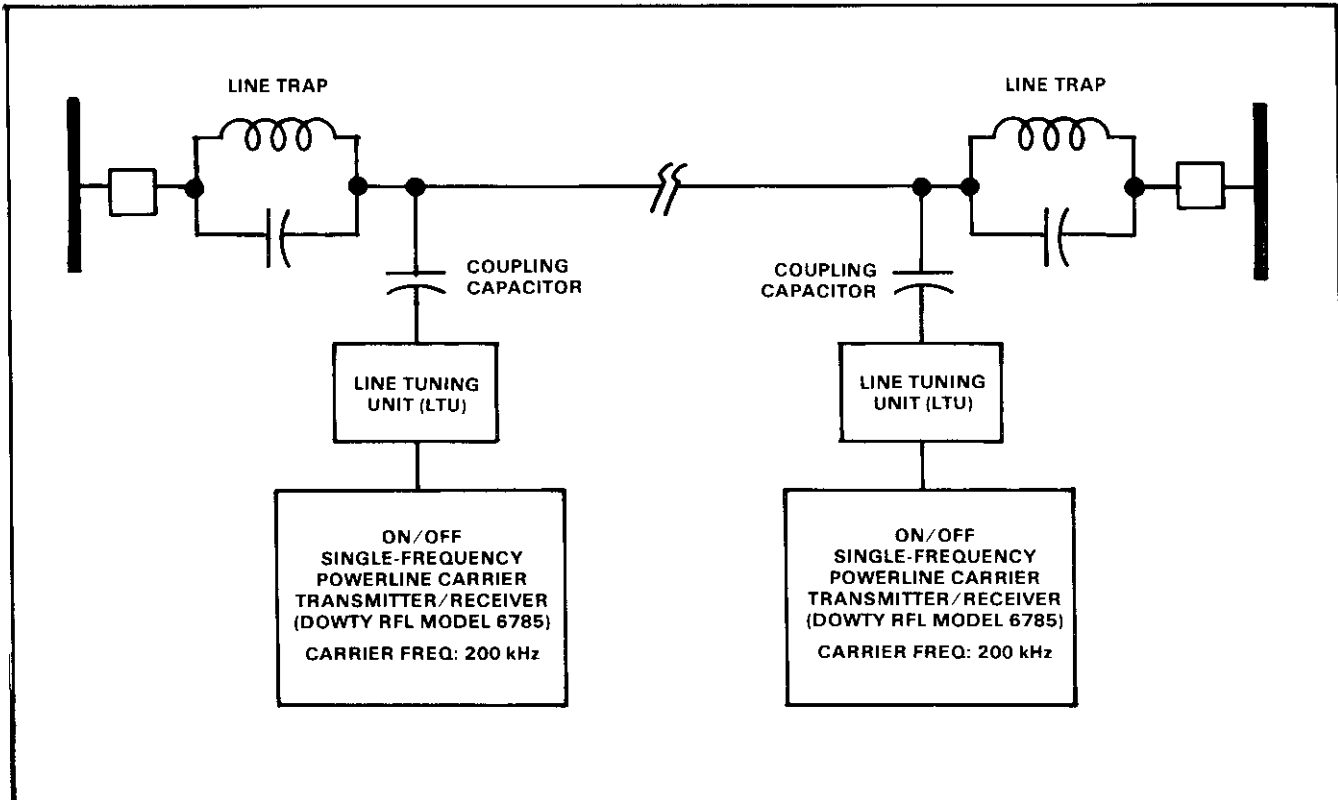 LINE TRAP
LINE TRAP
COUPLING
CAPACITOR
COUPLING
CAPACITOR
LINE TUNING
UNIT (LTU)
LINE TUNING
UNIT (LTU)
ON/OFF
SINGLE-FREQUENCY
POWERLINE CARRIER
TRANSMITTER/RECEIVER
(DOWTY RFL MODEL 6785)
CARRIER FREQ: 200 kHz
ON/OFF
SINGLE-FREQUENCY
POWERLINE CARRIER
TRANSMITTER/RECEIVER
(DOWTY RFL MODEL 6785)
CARRIER FREQ: 200 kHz